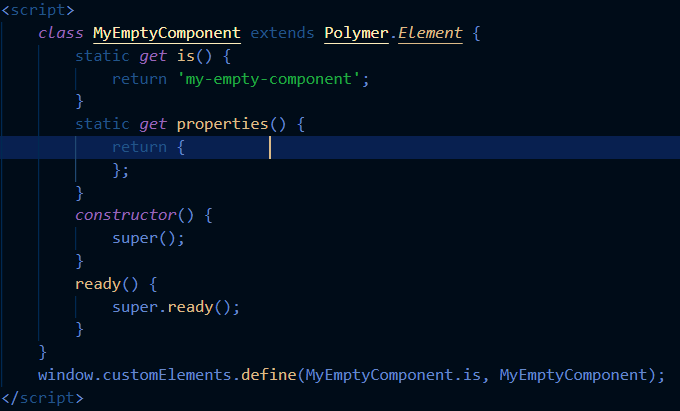 <script>
class MyEmptyComponent extends Polymer.Element {
static get is() {
return 'my-empty-component';
}
static get properties() {
return {
};
}
constructor() {
super();
}
ready() {
super.ready();
}
}
window.customElements.define(MyEmptyComponent.is, MyEmptyComponent);
</script>